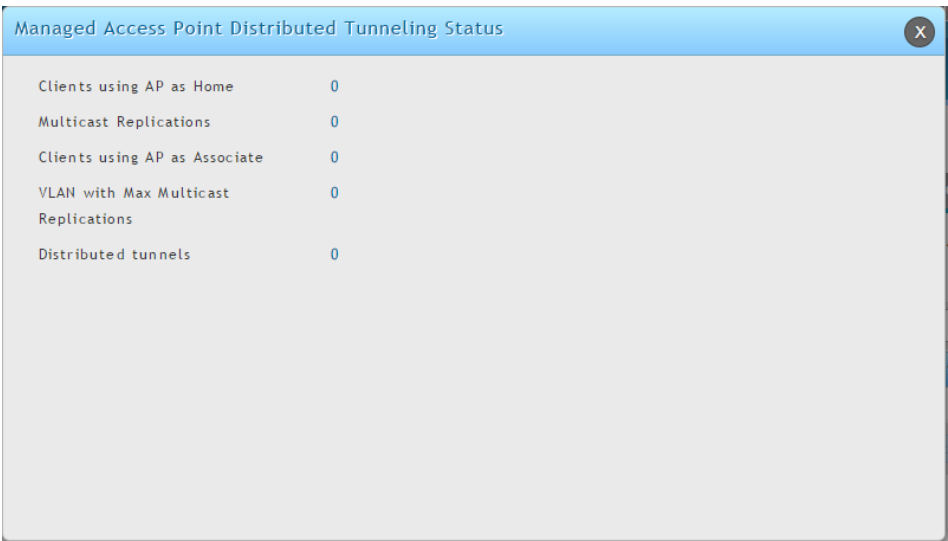 Managed Access Point Distributed Tunneling Status
X
Clients using AP as Home 0
Multicast Replications 0
Clients using AP as Associate 0
VLAN with Max Multicast 0
Replications
Distributed tunnels 0